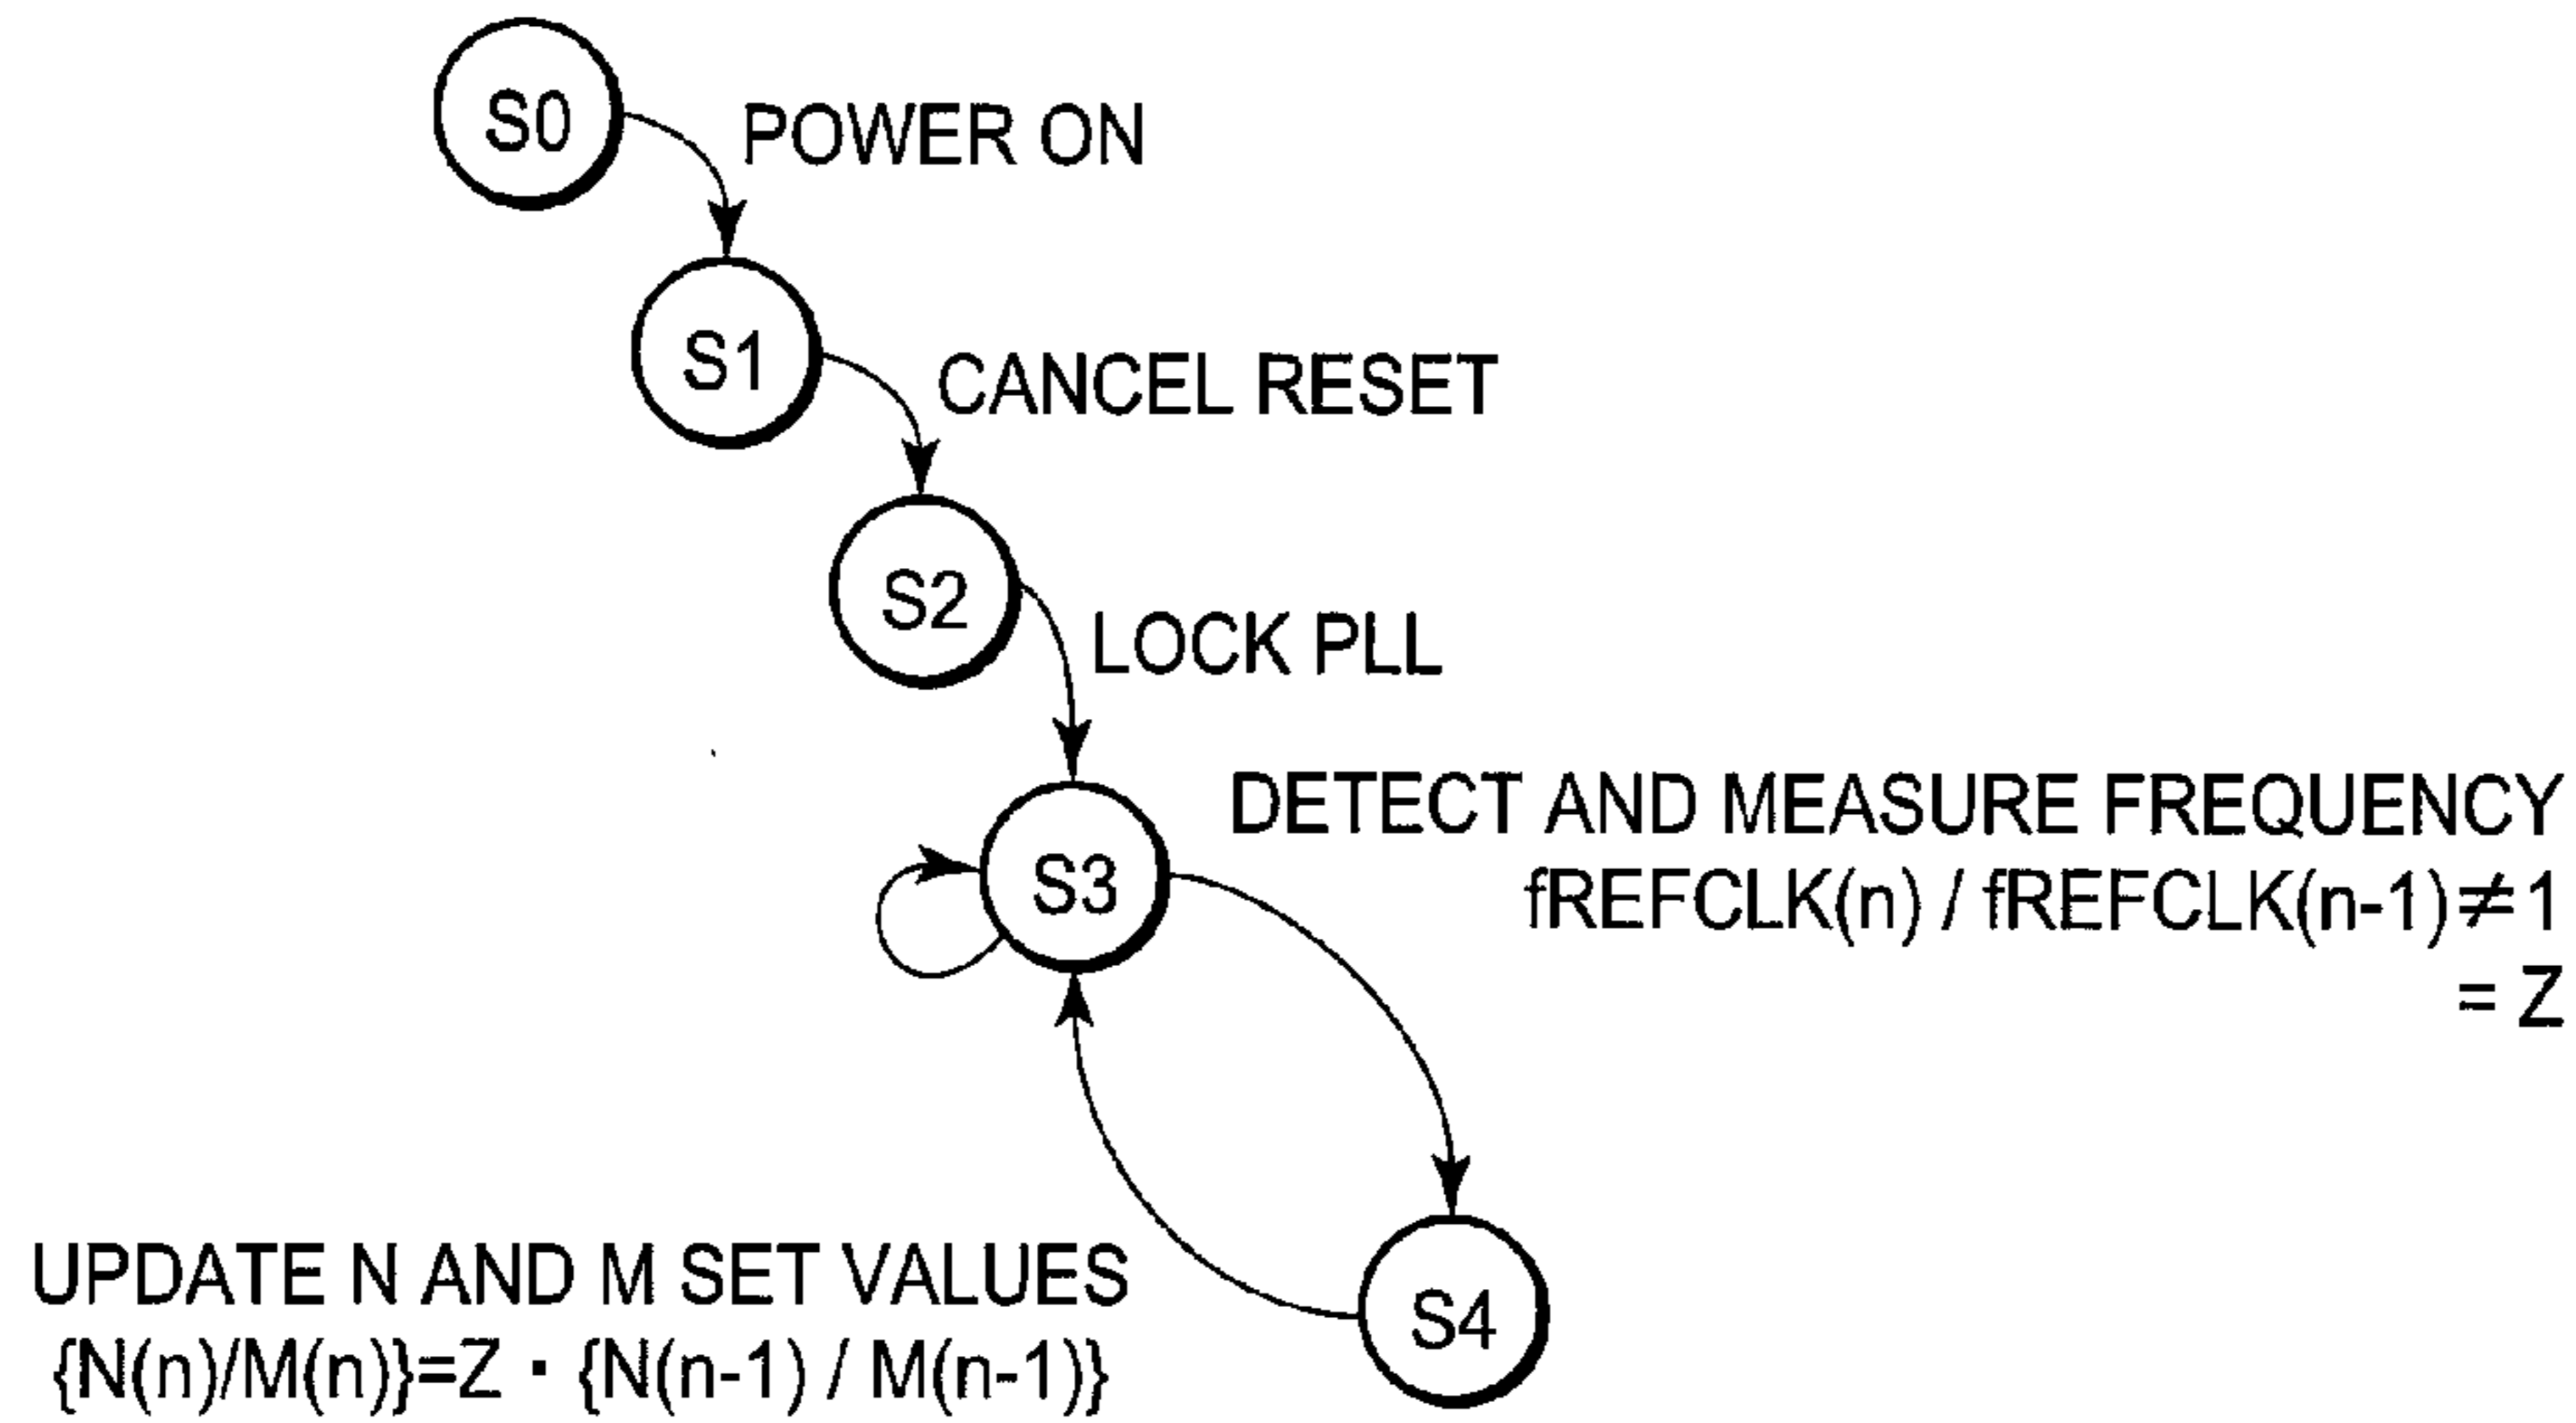 S0
POWER ON
S1
CANCEL RESET
S2
LOCK PLL
DETECT AND MEASURE FREQUENCY
S3
fREFCLK(n) / fREFCLK(n-1)≠1
= Z
UPDATE N AND M SET VALUES
S4
{N(n)/M(n)}=Z・{N(n-1) / M(n-1)}